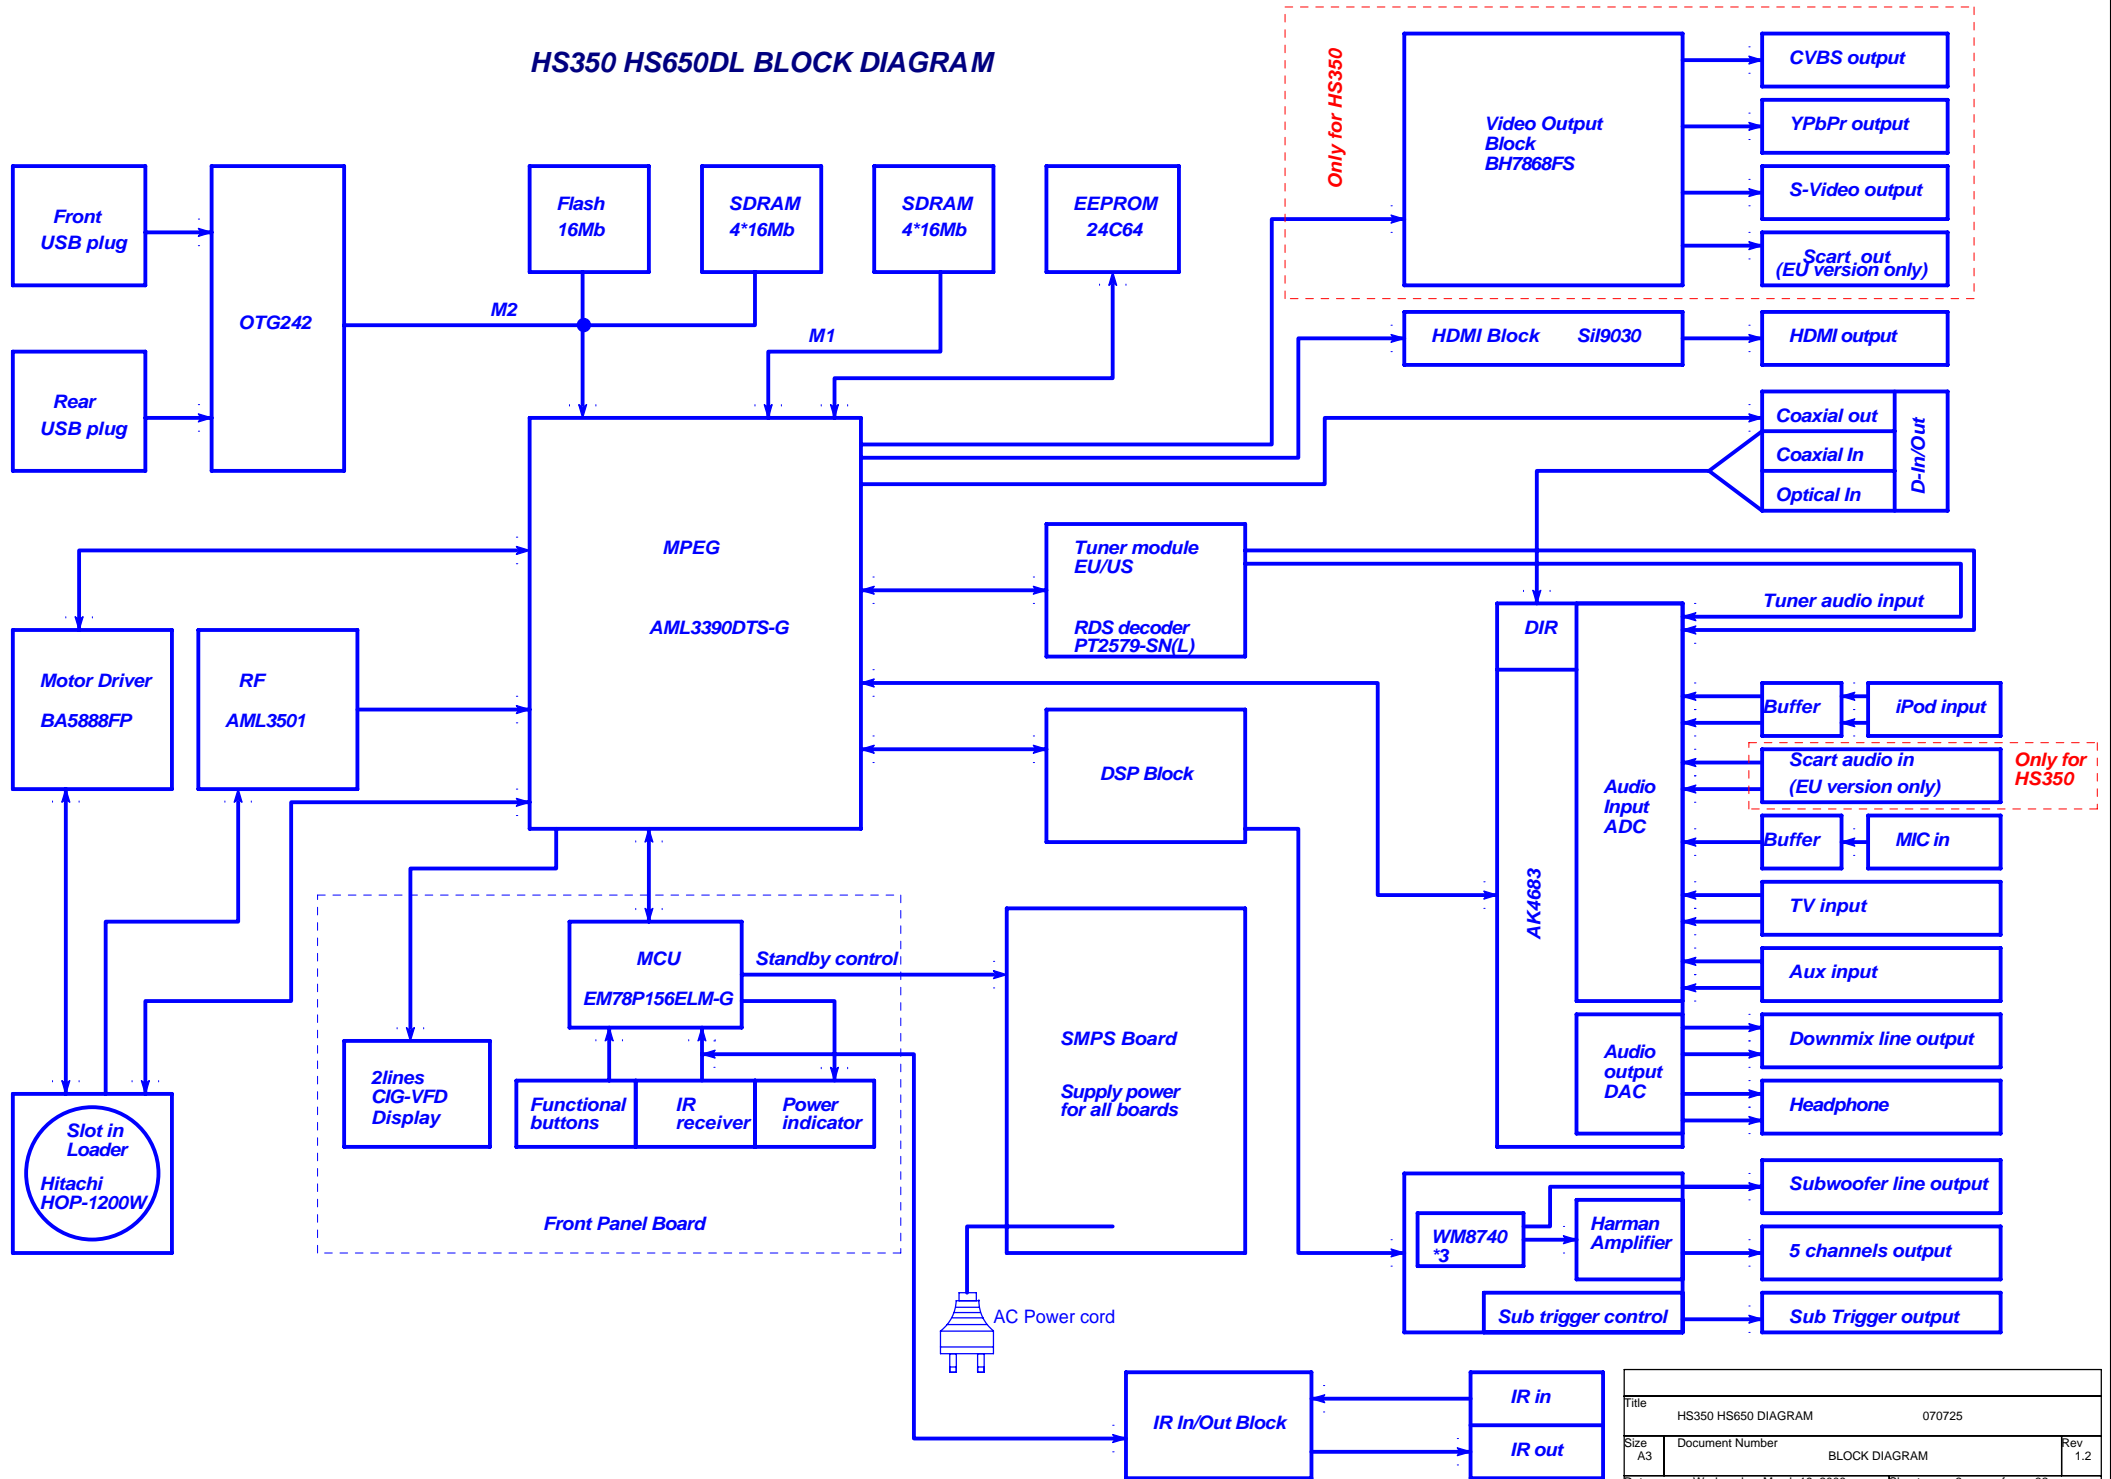 HS350 HS650DL BLOCK DIAGRAM
Only for HS350
Video Output
Block
BH7868FS
CVBS output
YPbPr output
S-Video output
Scart out
(EU version only)
Front
USB plug
Rear
USB plug
OTG242
Flash
16Mb
SDRAM
4*16Mb
SDRAM
4*16Mb
EEPROM
24C64
M2
M1
HDMI Block SiI9030
HDMI output
Coaxial out
Coaxial In
Optical In
D-In/Out
MPEG
AML3390DTS-G
Tuner module
EU/US
RDS decoder
PT2579-SN(L)
Tuner audio input
DIR
Motor Driver
BA5888FP
RF
AML3501
DSP Block
AK4683
Audio
Input
ADC
Buffer
iPod input
Scart audio in
(EU version only)
Only for
HS350
Buffer
MIC in
TV input
Aux input
MCU
EM78P156ELM-G
Standby control
SMPS Board
Supply power
for all boards
Audio
output
DAC
Downmix line output
Headphone
2lines
CIG-VFD
Display
Functional
buttons
IR
receiver
Power
indicator
Front Panel Board
Slot in
Loader
Hitachi
HOP-1200W
AC Power cord
WM8740
*3
Harman
Amplifier
Sub trigger control
Subwoofer line output
5 channels output
Sub Trigger output
IR In/Out Block
IR in
IR out
Title
HS350 HS650 DIAGRAM 070725
Size
A3
Document Number
BLOCK DIAGRAM
Rev
1.2